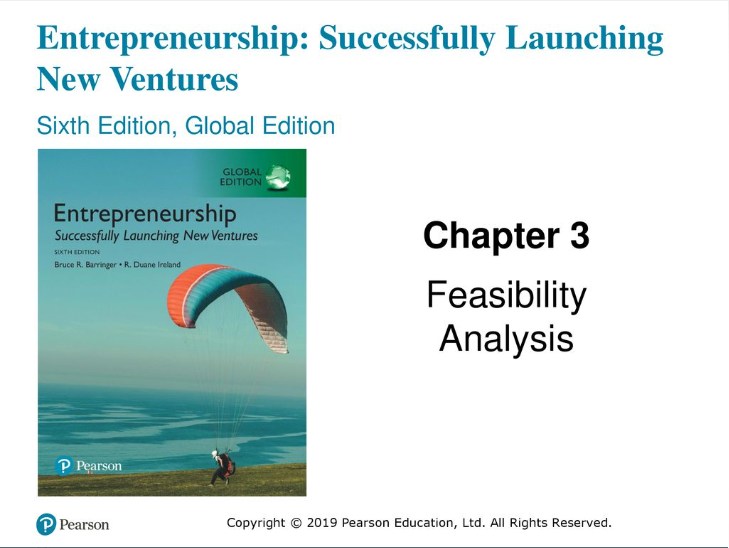 Entrepreneurship: Successfully Launching
New Ventures
Sixth Edition, Global Edition
GLOBAL
EDITION
Entrepreneurship
Successfully Launching New Ventures
SIXTH EDITION
Bruce R. Barringer • R. Duane Ireland
Pearson
Chapter 3
Feasibility
Analysis
Pearson
Copyright © 2019 Pearson Education, Ltd. All Rights Reserved.